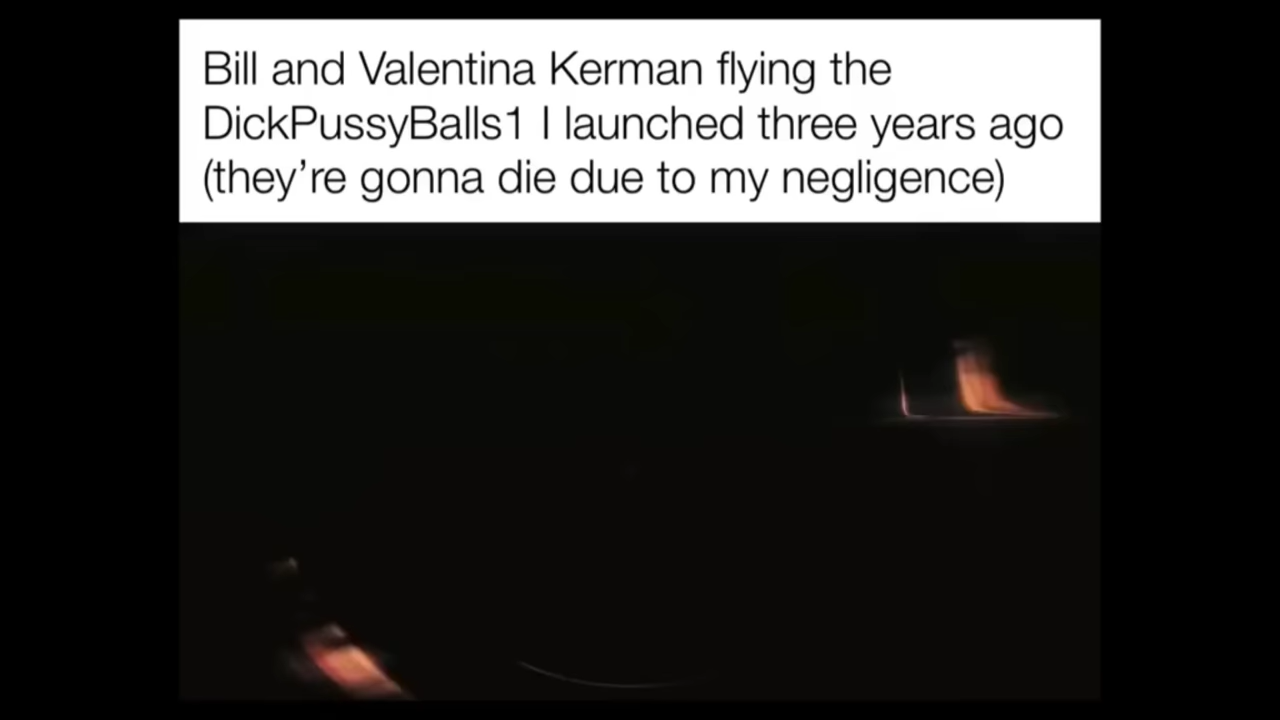 Bill and Valentina Kerman flying the
DickPussyBalls1 I launched three years ago
(they’re gonna die due to my negligence)